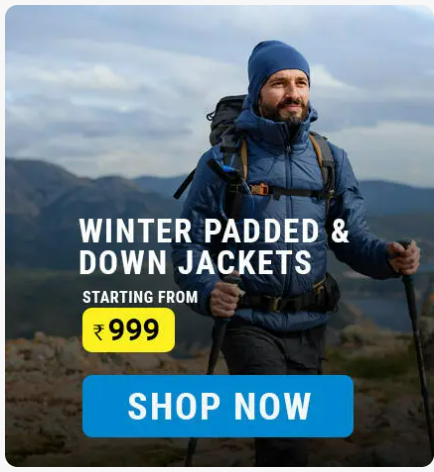 WINTER PADDED &
DOWN JACKETS
STARTING FROM
₹999
SHOP NOW